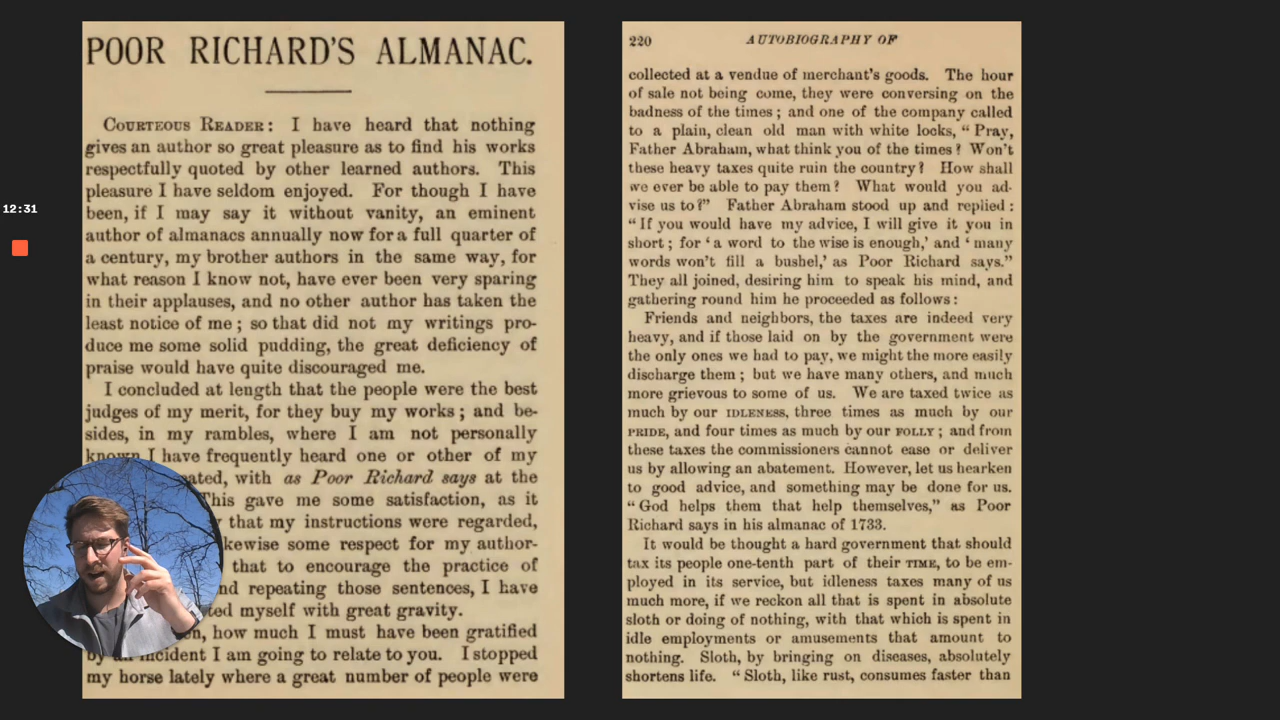 POOR RICHARD'S ALMANAC.
COURTEOUS READER: I have heard that nothing
gives an author so great pleasure as to find his works
respectfully quoted by other learned authors. This
pleasure I have seldom enjoyed. For though I have
been, if I may say it without vanity, an eminent
author of almanacs annually now for a full quarter of
a century, my brother authors in the same way, for
what reason I know not, have ever been very sparing
in their applauses, and no other author has taken the
least notice of me; so that did not my writings pro-
duce me some solid pudding, the great deficiency of
praise would have quite discouraged me.
I concluded at length that the people were the best
judges of my merit, for they buy my works; and be-
sides, in my rambles, where I am not personally
known I have frequently heard one or other of my
ated, with as Poor Richard says at the
This gave me some satisfaction, as it
that my instructions were regarded,
kewise some respect for my author-
that to encourage the practice of
nd repeating those sentences, I have
ted myself with great gravity.
en, how much I must have been gratified
by an incident I am going to relate to you. I stopped
my horse lately where a great number of people were
220 AUTOBIOGRAPHY OF
collected at a vendue of merchant's goods. The hour
of sale not being come, they were conversing on the
badness of the times; and one of the company called
to a plain, clean old man with white locks, "Pray,
Father Abraham, what think you of the times? Won't
these heavy taxes quite ruin the country? How shall
we ever be able to pay them? What would you ad-
vise us to?" Father Abraham stood up and replied:
"If you would have my advice, I will give it you in
short; for 'a word to the wise is enough,' and 'many
words won't fill a bushel,' as Poor Richard says."
They all joined, desiring him to speak his mind, and
gathering round him he proceeded as follows:
Friends and neighbors, the taxes are indeed very
heavy, and if those laid on by the government were
the only ones we had to pay, we might the more easily
discharge them; but we have many others, and much
more grievous to some of us. We are taxed twice as
much by our IDLENESS, three times as much by our
PRIDE, and four times as much by our FOLLY; and from
these taxes the commissioners cannot ease or deliver
us by allowing an abatement. However, let us hearken
to good advice, and something may be done for us.
"God helps them that help themselves," as Poor
Richard says in his almanac of 1733.
It would be thought a hard government that should
tax its people one-tenth part of their TIME, to be em-
ployed in its service, but idleness taxes many of us
much more, if we reckon all that is spent in absolute
sloth or doing of nothing, with that which is spent in
idle employments or amusements that amount to
nothing. Sloth, by bringing on diseases, absolutely
shortens life. "Sloth, like rust, consumes faster than
12:31